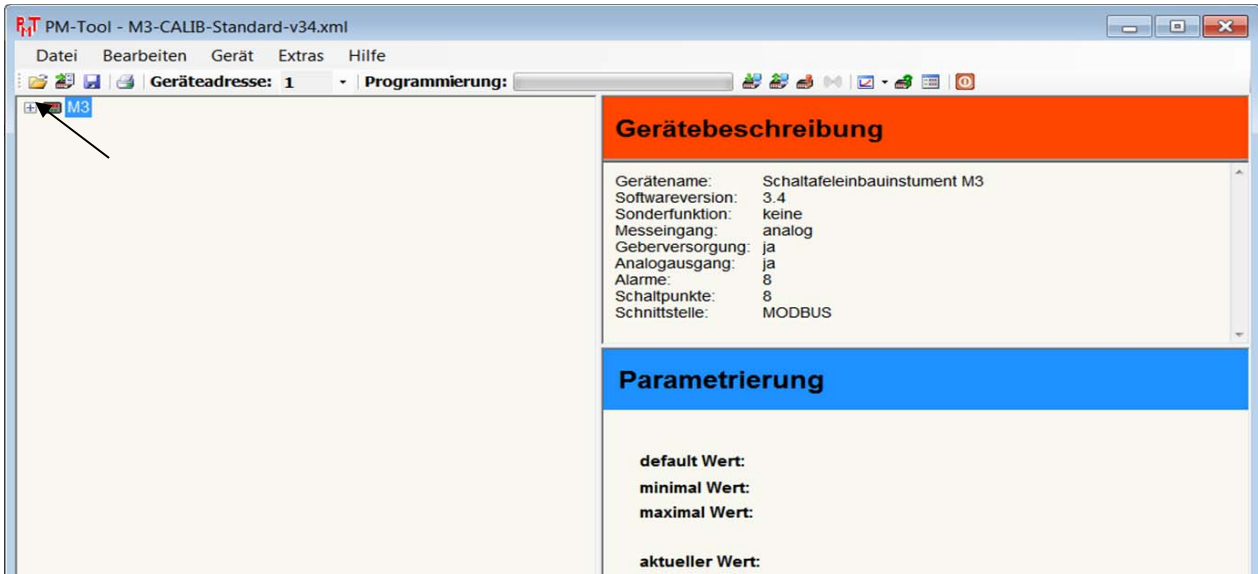 PMT PM-Tool - M3-CALIB-Standard-v34.xml
Datei Bearbeiten Gerät Extras Hilfe
Geräteadresse: 1 Programmierung:
M3
Gerätebeschreibung
Gerätename: Schaltafeleinbauinstument M3
Softwareversion: 3.4
Sonderfunktion: keine
Messeingang: analog
Geberversorgung: ja
Analogausgang: ja
Alarme: 8
Schaltpunkte: 8
Schnittstelle: MODBUS
Parametrierung
default Wert:
minimal Wert:
maximal Wert:
aktueller Wert: